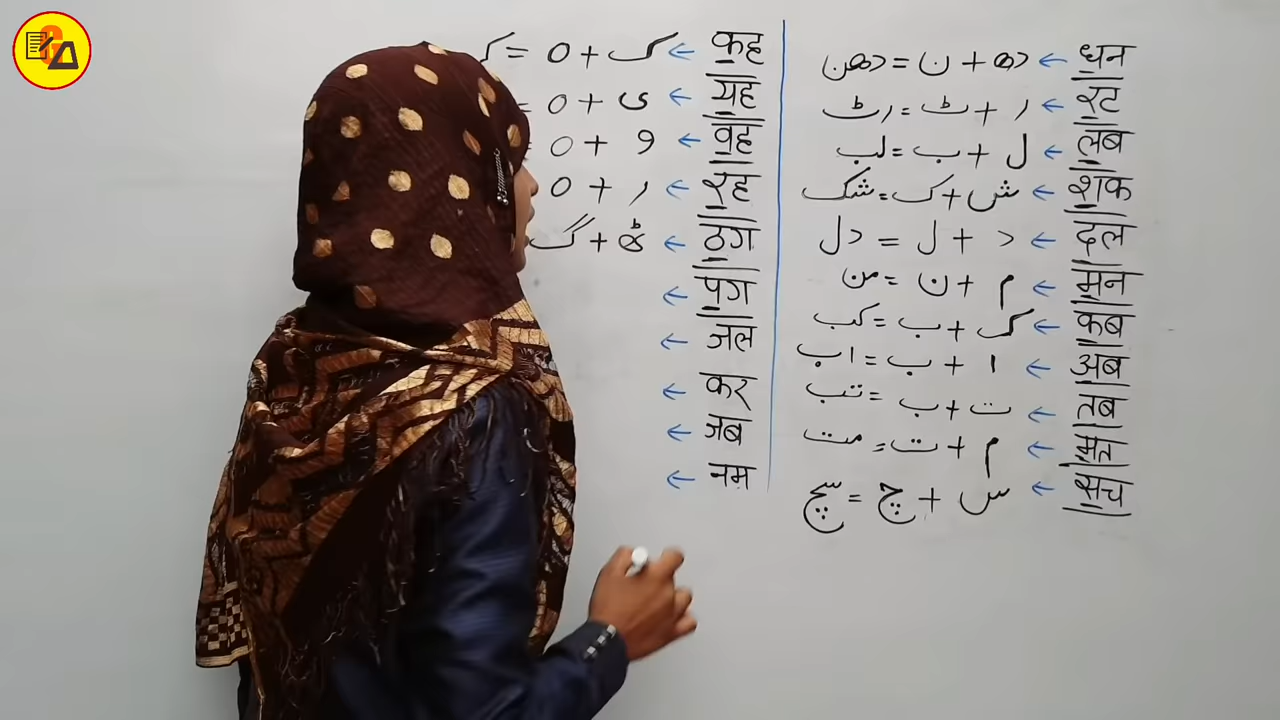 धन ← دھ + ن = دھن
रट ← ر + ٹ = رٹ
लब ← ل + ب = لب
शक ← ش + ک = شک
दल ← د + ل = دل
मन ← م + ن = من
कब ← ک + ب = کب
अब ← ا + ب = اب
तब ← ت + ب = تب
मत ← م + ت = مت
सच ← س + چ = سچ
कह ← ک + ہ =
यह ← ی + ہ =
वह ← و + ہ =
रह ← ر + ہ
ठग ← ٹھ + گ
पग ←
जल ←
कर ←
जब ←
नम ←